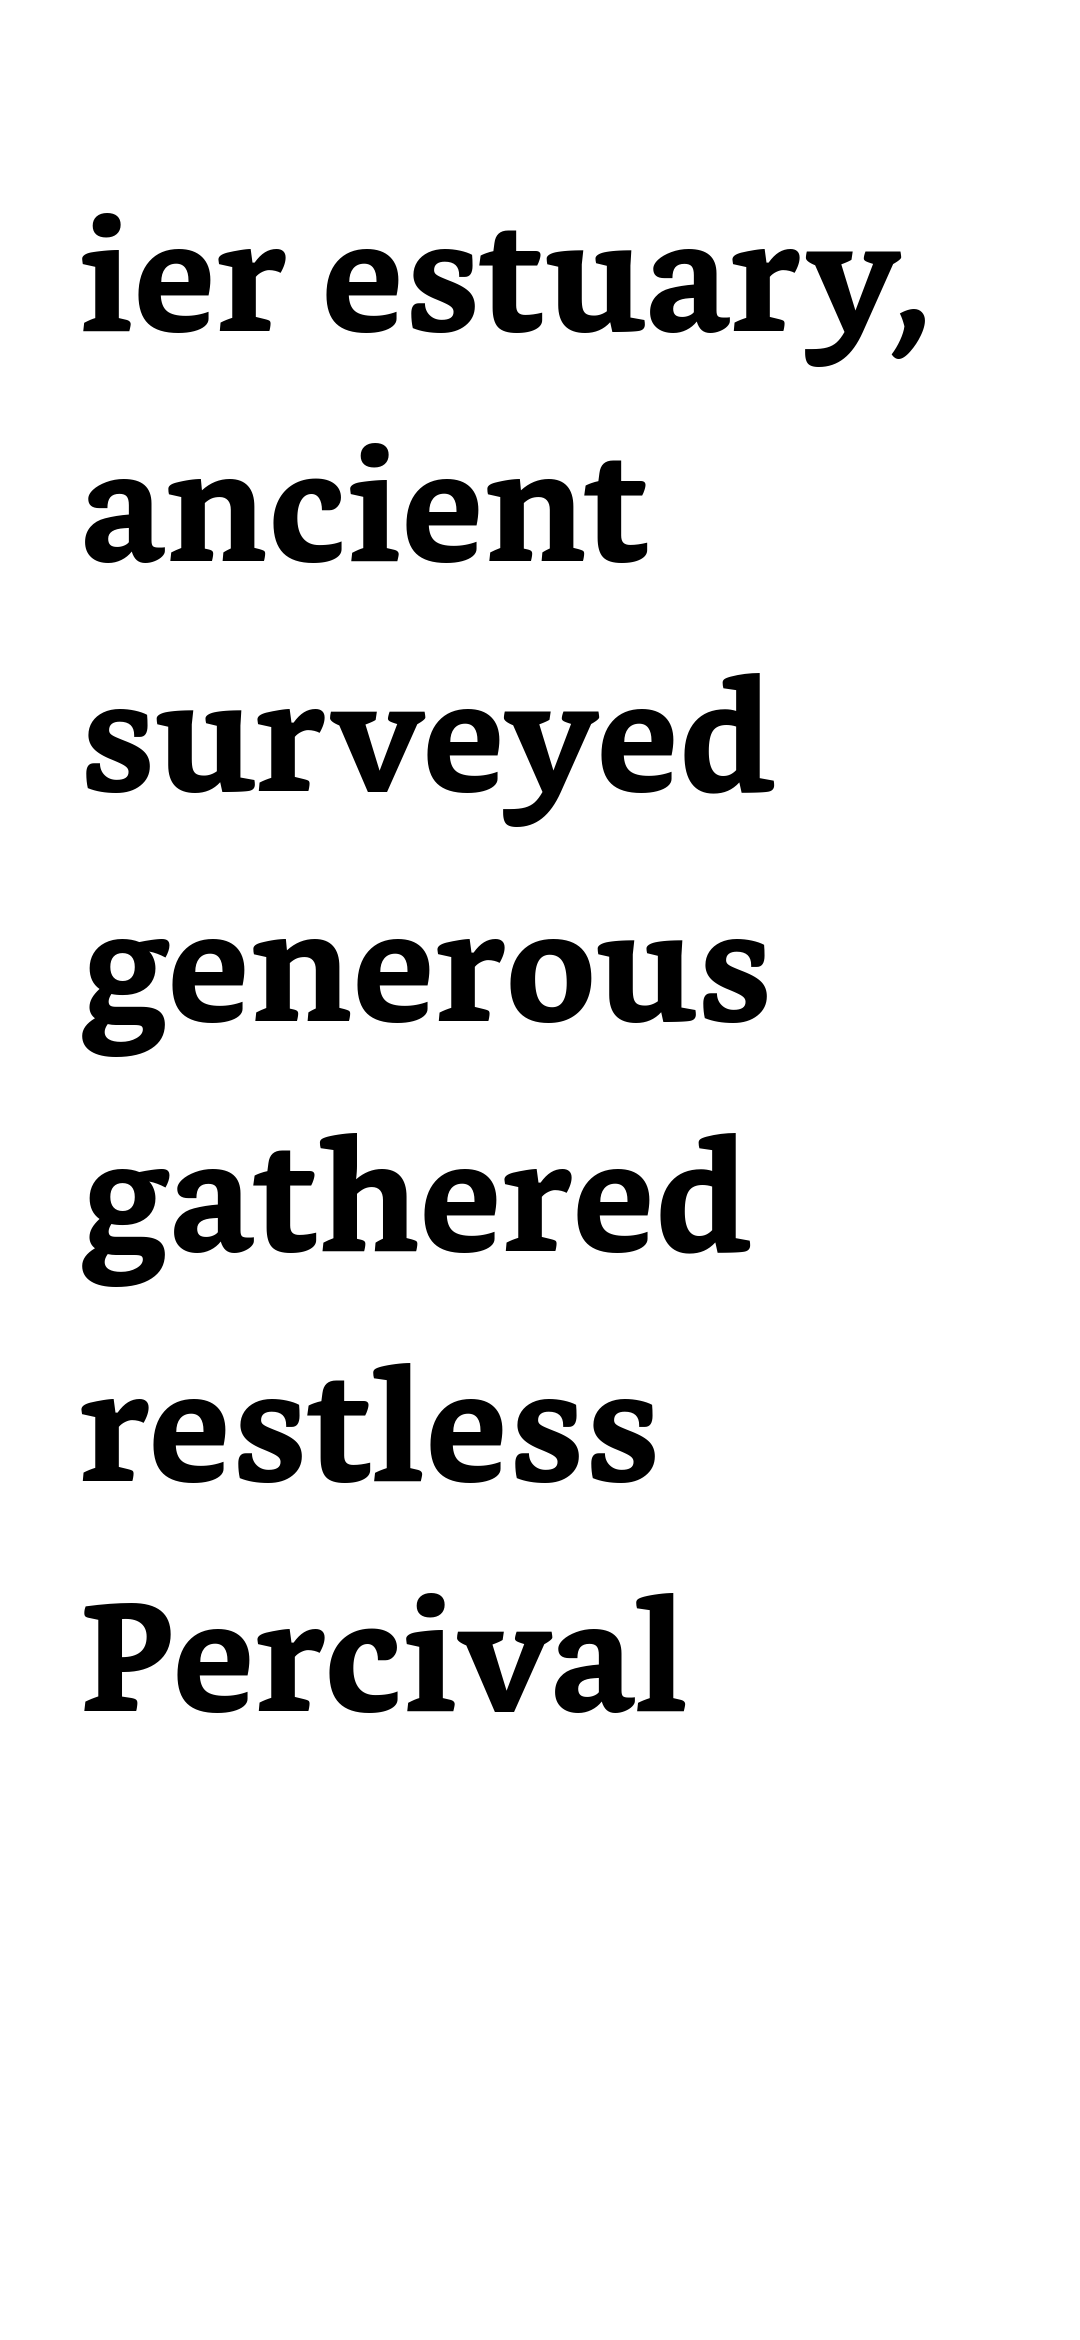 ier estuary,
ancient
surveyed
generous
gathered
restless
Percival